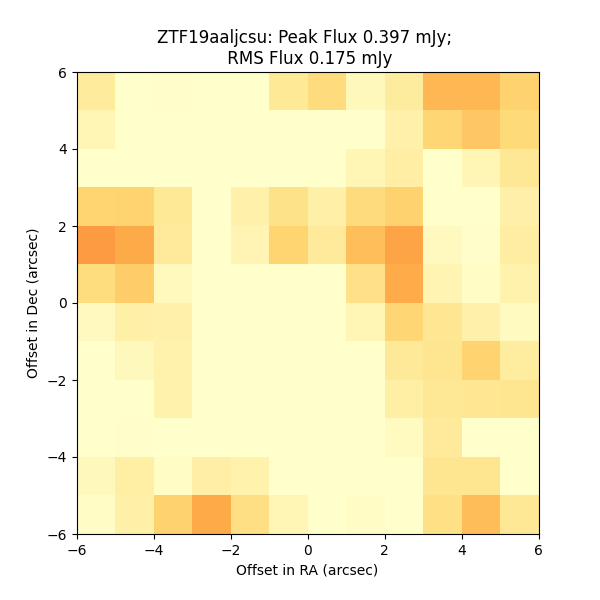 ZTF19aaljcsu: Peak Flux 0.397 mJy;
RMS Flux 0.175 mJy
6
4
2
0
−2
−4
−6
Offset in Dec (arcsec)
−6 −4 −2 0 2 4 6
Offset in RA (arcsec)